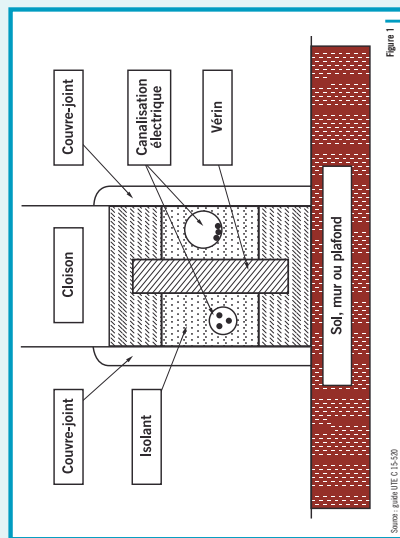 Figure 1
Couvre-joint
Cloison
Couvre-joint
Canalisation
électrique
Vérin
Isolant
Sol, mur ou plafond
Source : guide UTE C 15-520